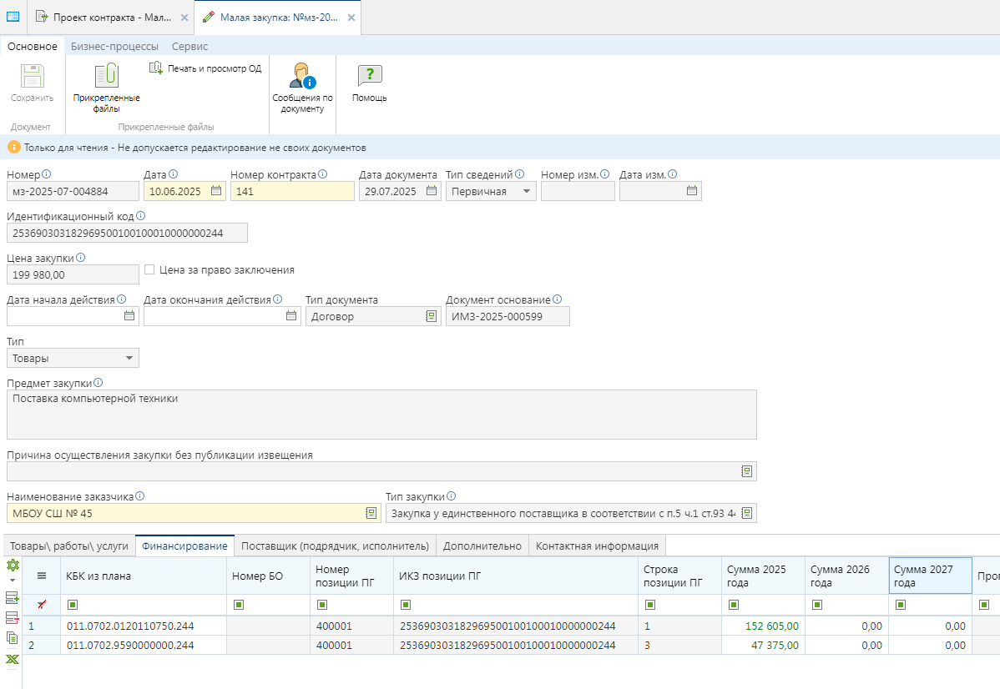 Проект контракта - Мал...
Малая закупка: №мз-20...
Основное Бизнес-процессы Сервис
Сохранить
Прикрепленные файлы
Печать и просмотр ОД
Сообщения по документу
Помощь
Документ
Прикрепленные файлы
Только для чтения - Не допускается редактирование не своих документов
Номер Дата Номер контракта Дата документа Тип сведений Номер изм. Дата изм.
мз-2025-07-004884 10.06.2025 141 29.07.2025 Первичная
Идентификационный код
253690303182969500100100010000000244
Цена закупки
199 980,00 Цена за право заключения
Дата начала действия Дата окончания действия Тип документа Документ основание
Договор ИМЗ-2025-000599
Тип
Товары
Предмет закупки
Поставка компьютерной техники
Причина осуществления закупки без публикации извещения
Наименование заказчика Тип закупки
МБОУ СШ № 45 Закупка у единственного поставщика в соответствии с п.5 ч.1 ст.93 44
Товары\ работы\ услуги Финансирование Поставщик (подрядчик, исполнитель) Дополнительно Контактная информация
КБК из плана Номер БО Номер позиции ПГ ИКЗ позиции ПГ Строка позиции ПГ Сумма 2025 года Сумма 2026 года Сумма 2027 года
1 011.0702.0120110750.244 400001 253690303182969500100100010000000244 1 152 605,00 0,00 0,00
2 011.0702.9590000000.244 400001 253690303182969500100100010000000244 3 47 375,00 0,00 0,00